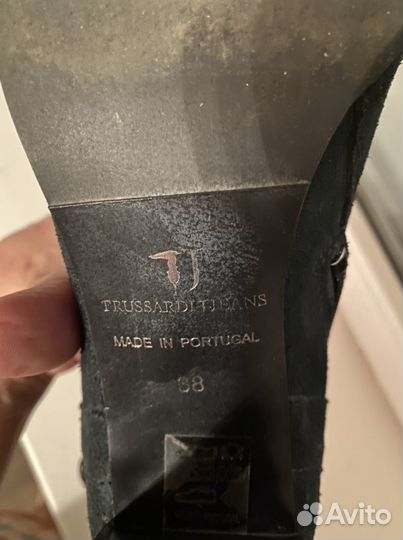 TJ
TRUSSARDI JEANS
MADE IN PORTUGAL
38
Avito